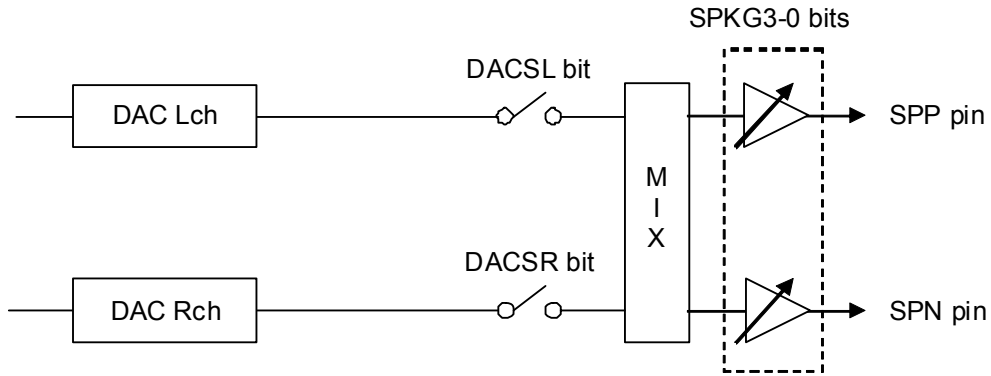 SPKG3-0 bits
DACSL bit
DAC Lch
SPP pin
M
I
X
DACSR bit
DAC Rch
SPN pin